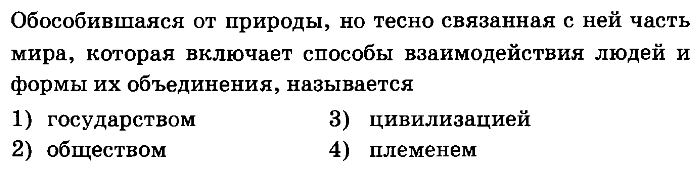 Обособившаяся от природы, но тесно связанная с ней часть
мира, которая включает способы взаимодействия людей и
формы их объединения, называется
1) государством 3) цивилизацией
2) обществом 4) племенем